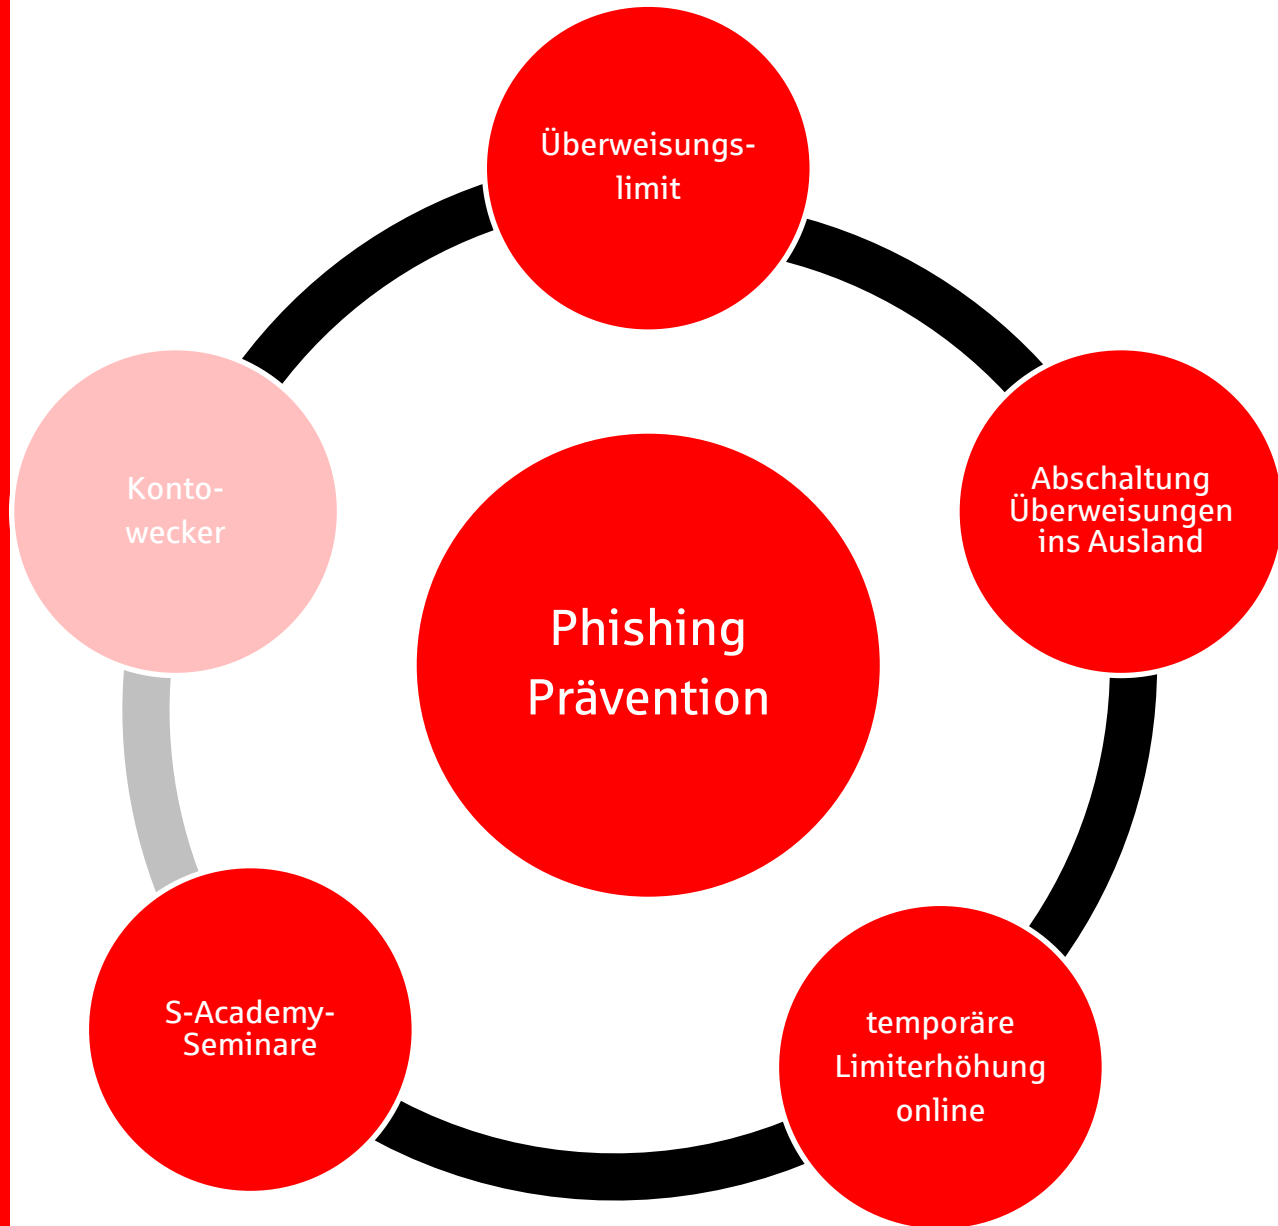 Überweisungs-
limit
Abschaltung
Überweisungen
ins Ausland
temporäre
Limiterhöhung
online
S-Academy-
Seminare
Konto-
wecker
Phishing
Prävention